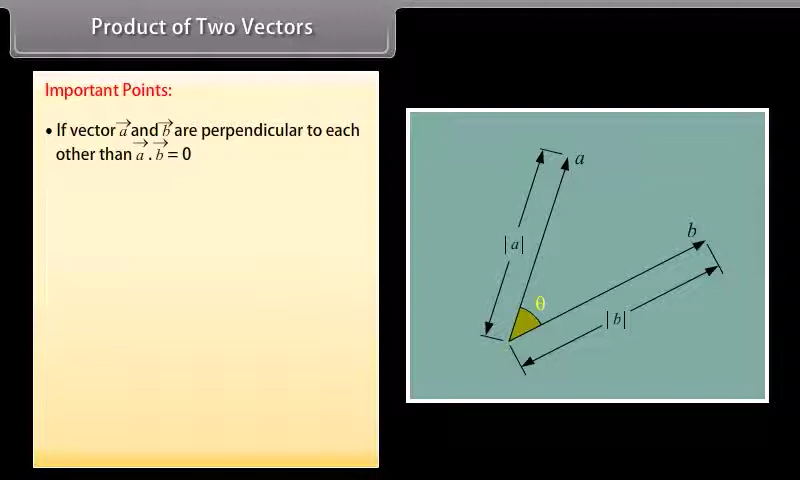 Product of Two Vectors
Important Points:
• If vector a⃗ and b⃗ are perpendicular to each
other than a⃗ . b⃗ = 0
a
|a|
b
θ
|b|